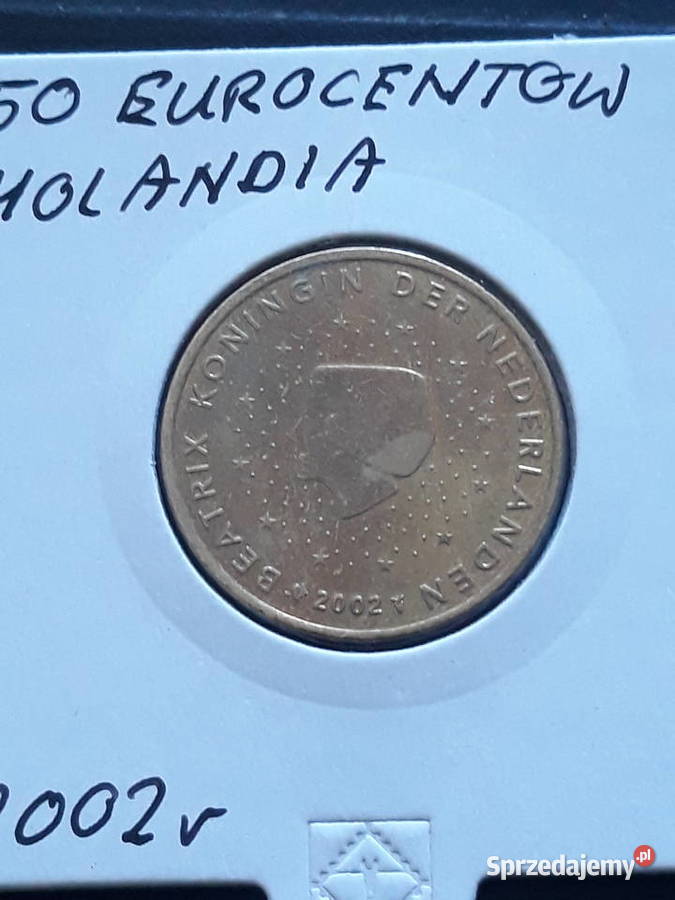 50 EUROCENTOW
HOLANDIA
BEATRIX KONINGIN DER NEDERLANDEN
2002
2002r
Sprzedajemy.pl